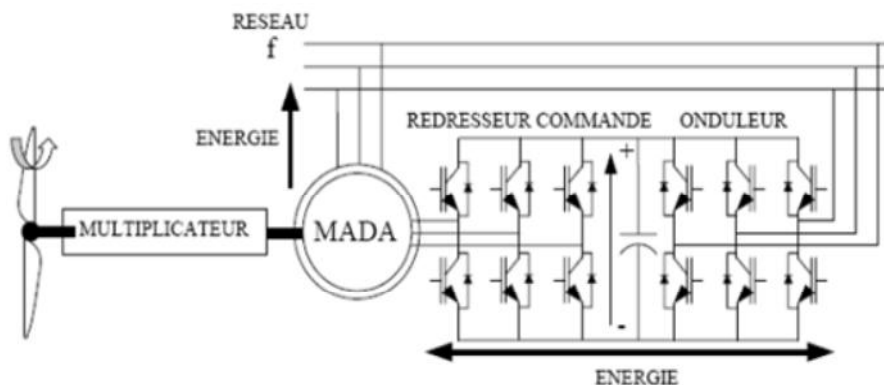 RESEAU
f
ENERGIE
REDRESSEUR COMMANDE ONDULEUR
+
MULTIPLICATEUR
MADA
-
ENERGIE